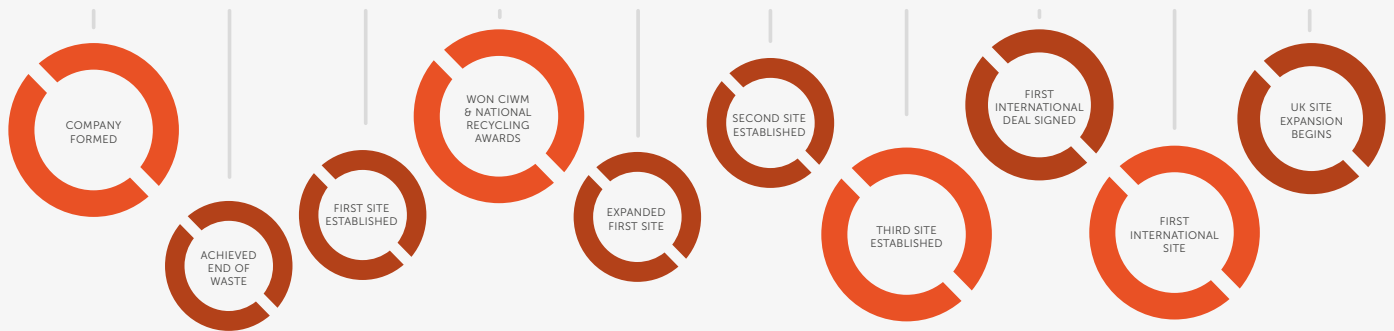 COMPANY
FORMED
ACHIEVED
END OF
WASTE
FIRST SITE
ESTABLISHED
WON CIWM
& NATIONAL
RECYCLING
AWARDS
EXPANDED
FIRST SITE
SECOND SITE
ESTABLISHED
THIRD SITE
ESTABLISHED
FIRST
INTERNATIONAL
DEAL SIGNED
FIRST
INTERNATIONAL
SITE
UK SITE
EXPANSION
BEGINS